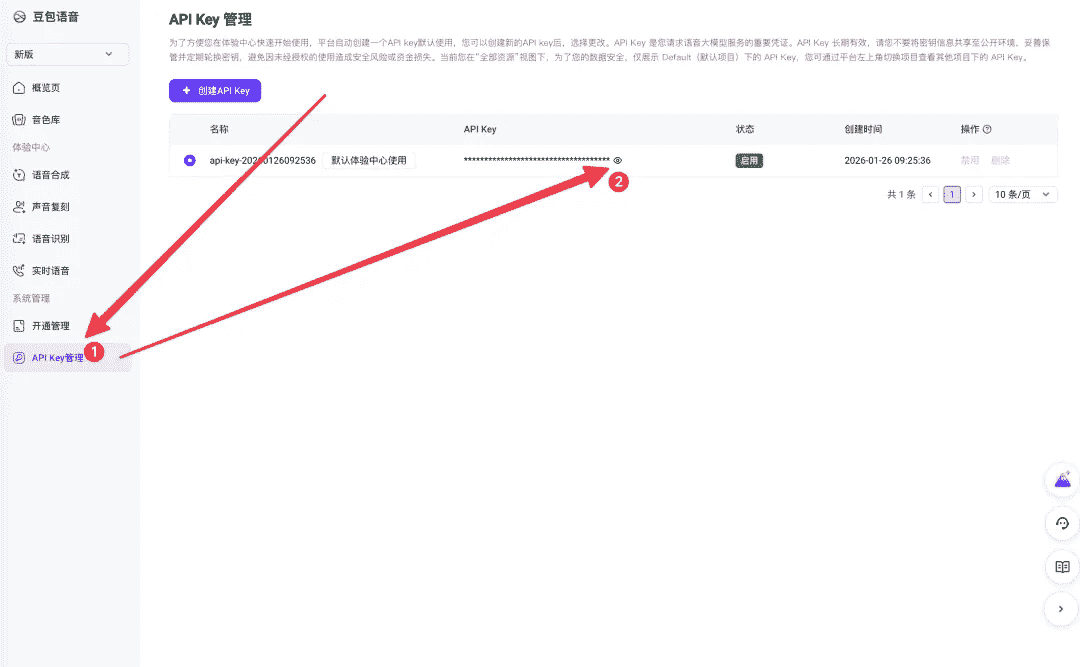 豆包语音
新版
概览页
音色库
体验中心
语音合成
声音复刻
语音识别
实时语音
系统管理
开通管理
API Key管理
1
API Key 管理
为了方便您在体验中心快速开始使用，平台自动创建一个API key默认使用，您可以创建新的API key后，选择更改。API Key 是您请求语音大模型服务的重要凭证。API Key 长期有效，请您不要将密钥信息共享至公开环境，妥善保
管并定期轮换密钥，避免因未经授权的使用造成安全风险或资金损失。当前您在“全部资源”视图下，为了您的数据安全，仅展示 Default（默认项目）下的 API Key，您可通过平台左上角切换项目查看其他项目下的 API Key。
+ 创建API Key
名称 API Key 状态 创建时间 操作
api-key-20260126092536 默认体验中心使用 ************************************ 启用 2026-01-26 09:25:36 禁用 删除
2
共 1 条 1 10 条/页